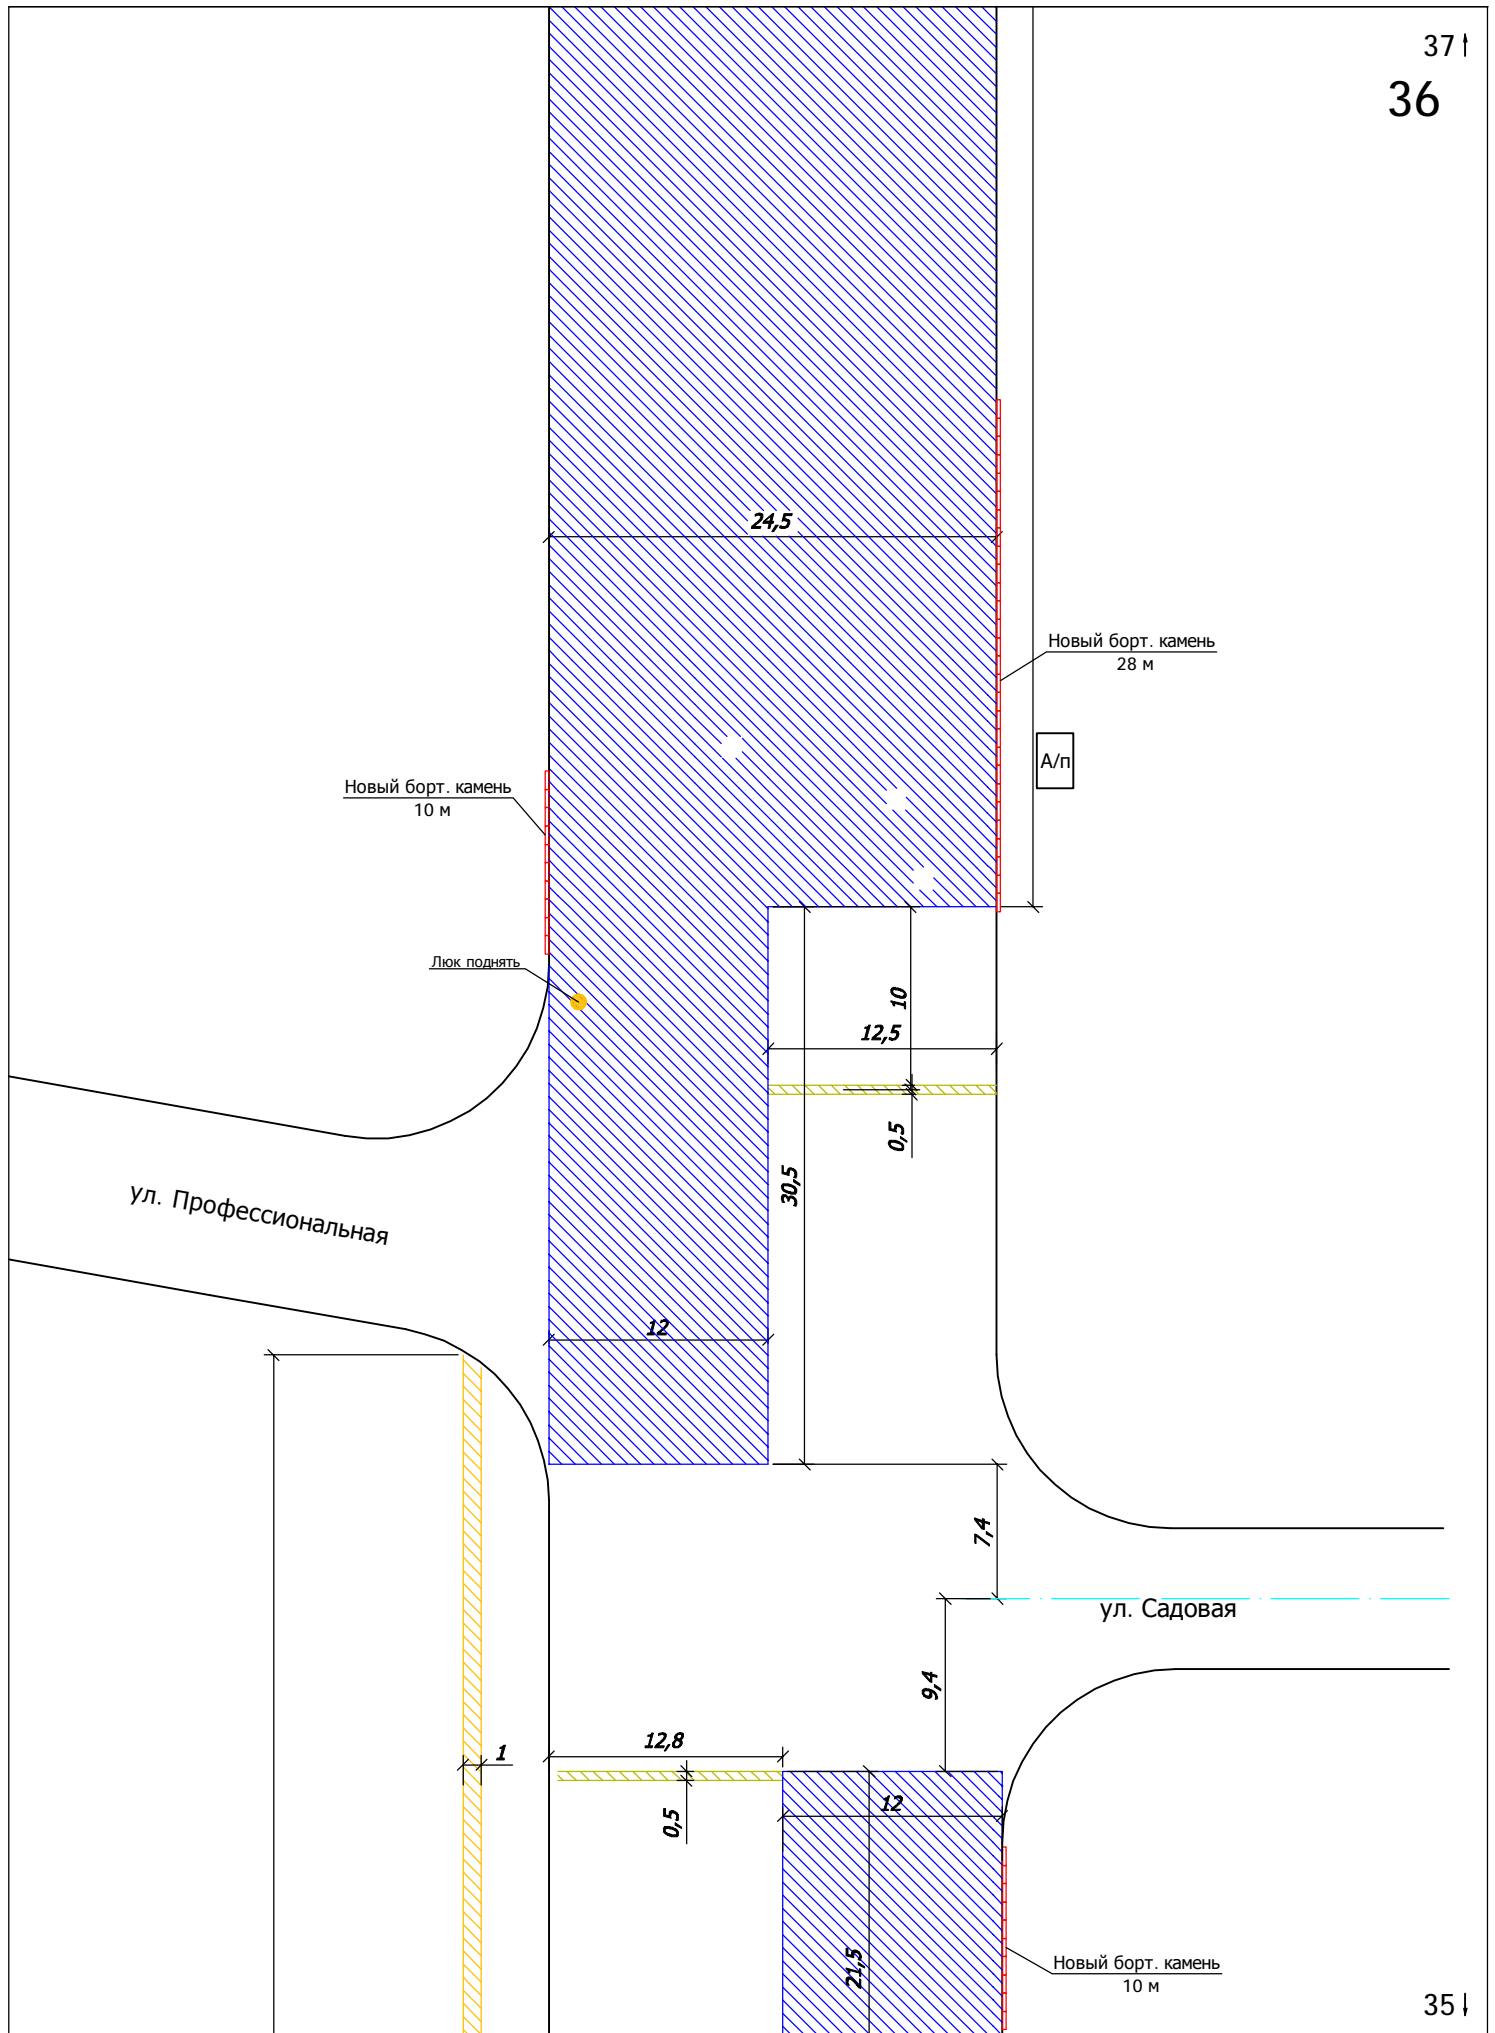 37
36
24,5
Новый борт. камень
28 м
А/п
Новый борт. камень
10 м
Люк поднять
10
12,5
0,5
30,5
ул. Профессиональная
12
7,4
ул. Садовая
9,4
12,8
1
0,5
12
21,5
Новый борт. камень
10 м
35